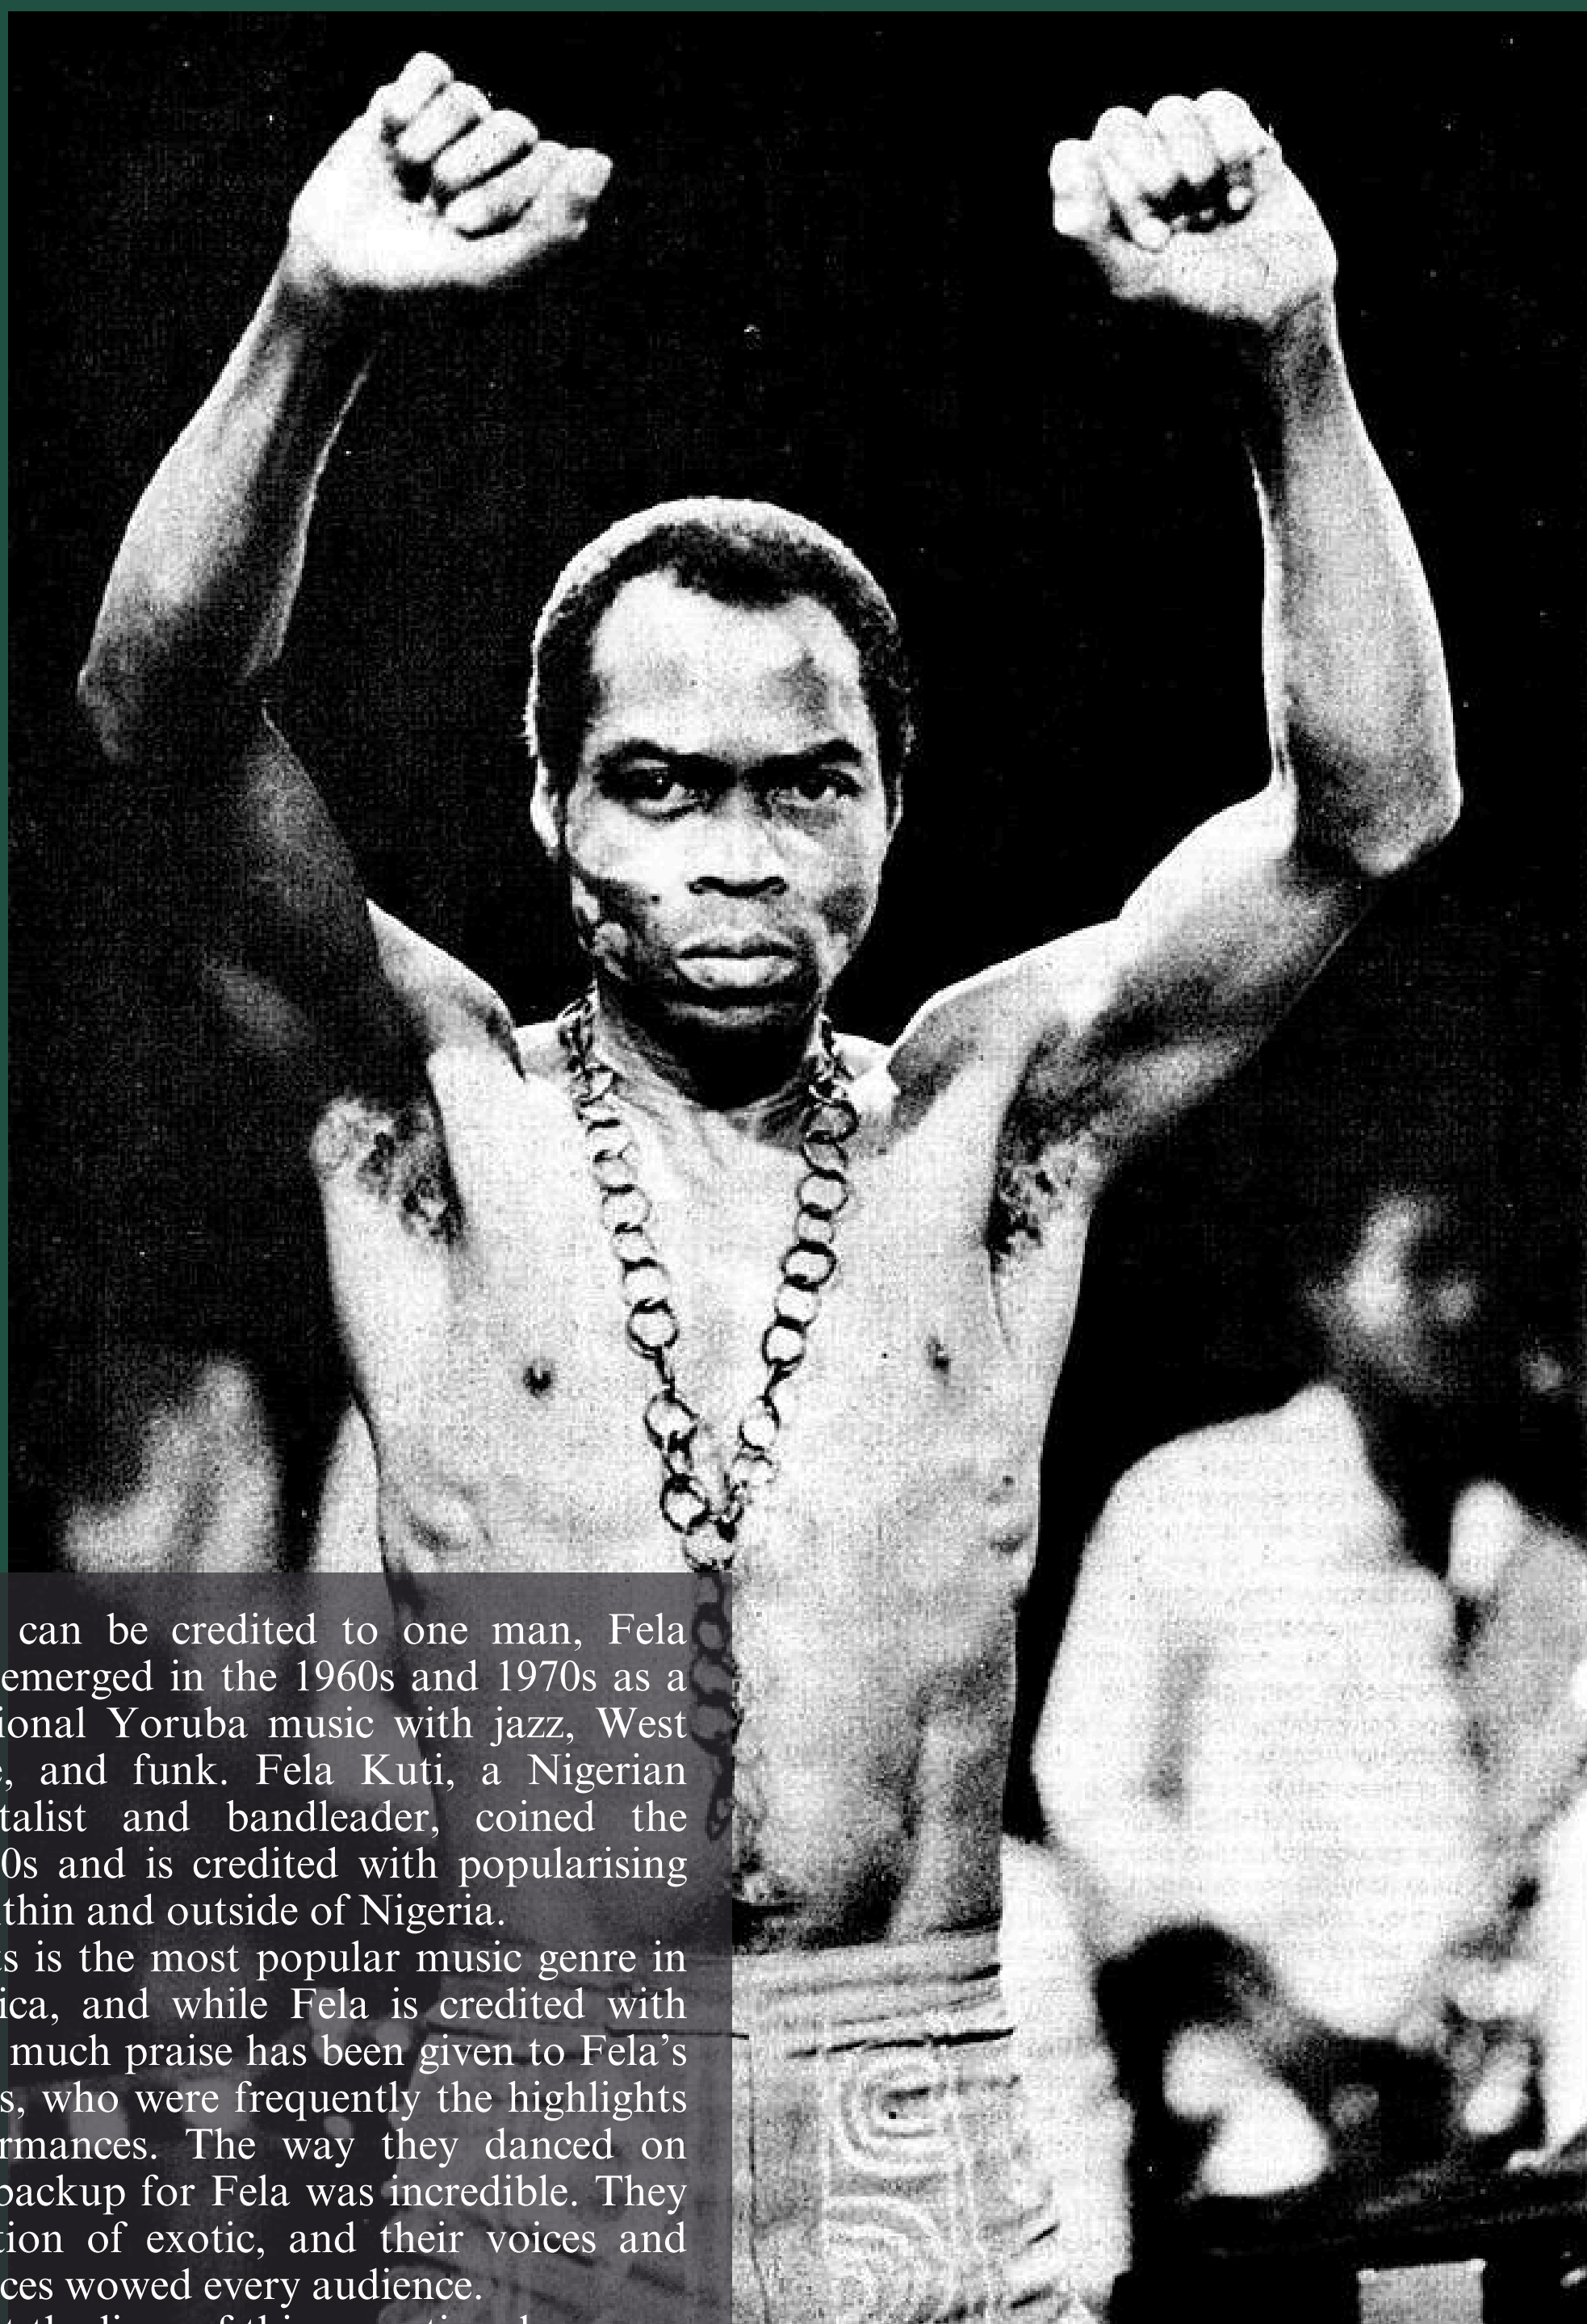 can be credited to one man, Fela
emerged in the 1960s and 1970s as a
ional Yoruba music with jazz, West
, and funk. Fela Kuti, a Nigerian
talist and bandleader, coined the
0s and is credited with popularising
thin and outside of Nigeria.
s is the most popular music genre in
ica, and while Fela is credited with
much praise has been given to Fela’s
s, who were frequently the highlights
rmances. The way they danced on
backup for Fela was incredible. They
tion of exotic, and their voices and
ces wowed every audience.